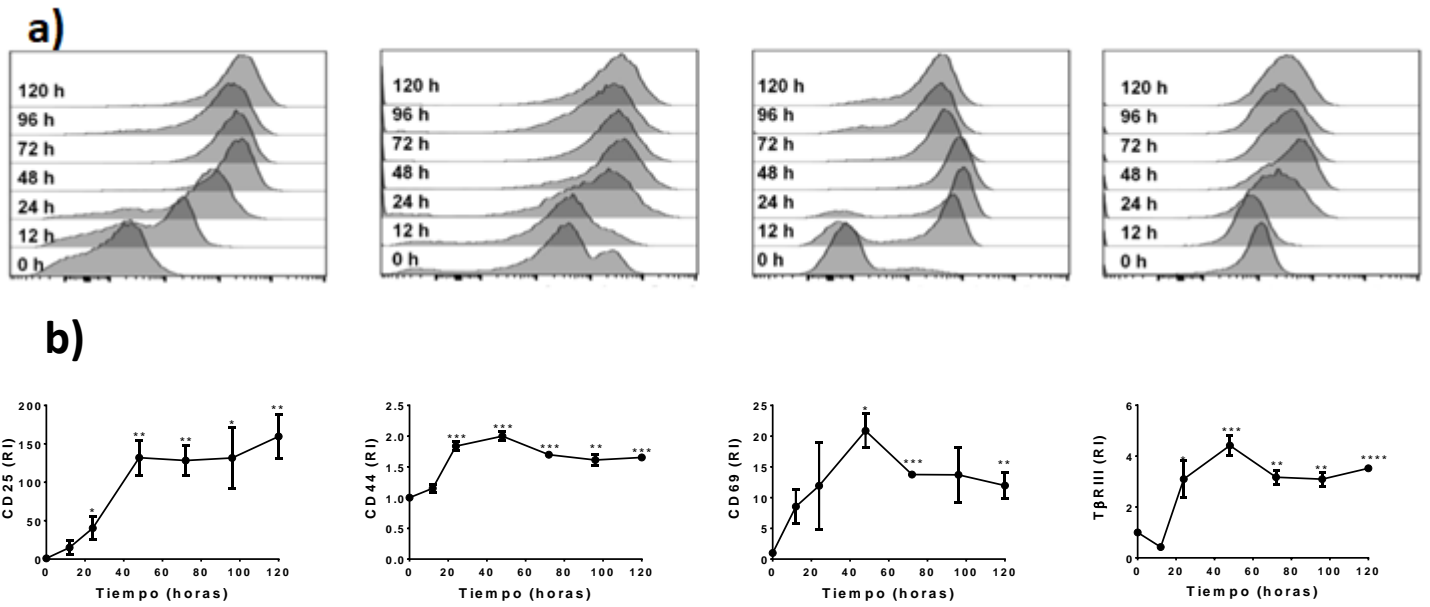 a)
120 h
96 h
72 h
48 h
24 h
12 h
0 h
120 h
96 h
72 h
48 h
24 h
12 h
0 h
120 h
96 h
72 h
48 h
24 h
12 h
0 h
120 h
96 h
72 h
48 h
24 h
12 h
0 h
b)
CD25 (RI)
200
150
100
50
0
** ** * ** *
0 20 40 60 80 100 120
Tiempo (horas)
CD44 (RI)
2.5
2.0
1.5
1.0
0.5
0.0
*** *** *** ** ***
0 20 40 60 80 100 120
Tiempo (horas)
CD69 (RI)
25
20
15
10
5
0
* *** **
0 20 40 60 80 100 120
Tiempo (horas)
TβRIII (RI)
6
4
2
0
* *** ** ** ****
0 20 40 60 80 100 120
Tiempo (horas)